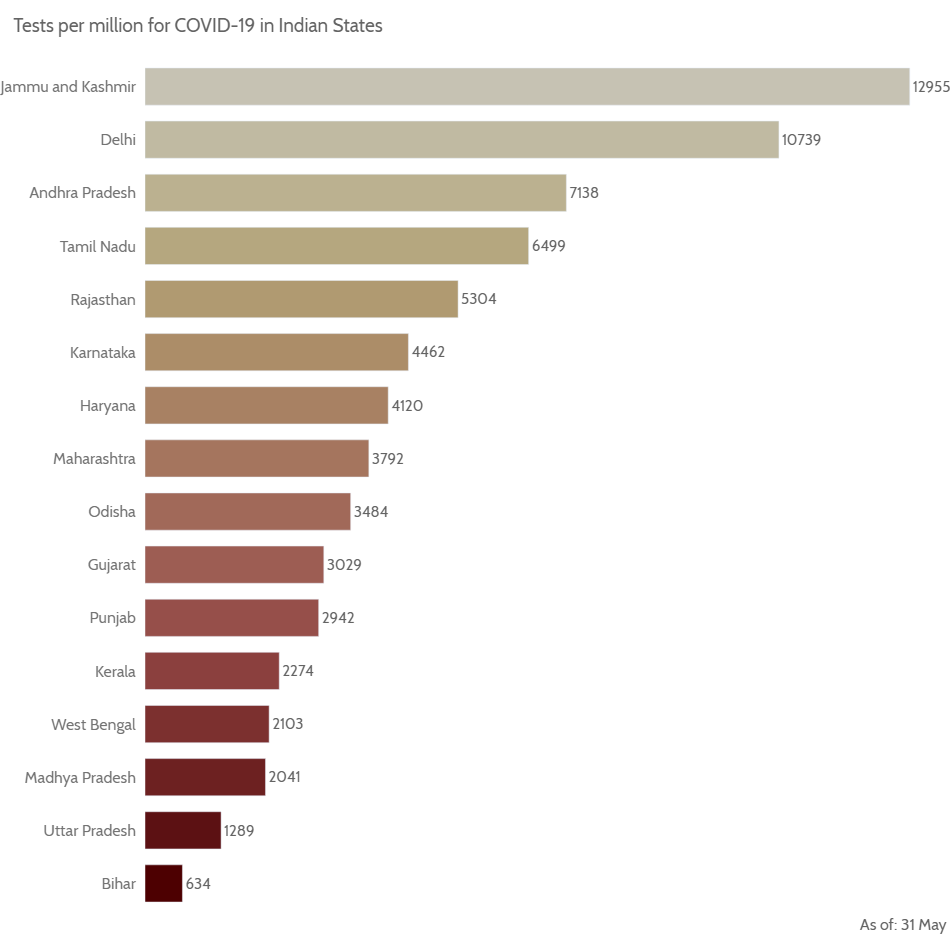 Tests per million for COVID-19 in Indian States
Jammu and Kashmir 12955
Delhi 10739
Andhra Pradesh 7138
Tamil Nadu 6499
Rajasthan 5304
Karnataka 4462
Haryana 4120
Maharashtra 3792
Odisha 3484
Gujarat 3029
Punjab 2942
Kerala 2274
West Bengal 2103
Madhya Pradesh 2041
Uttar Pradesh 1289
Bihar 634
As of: 31 May